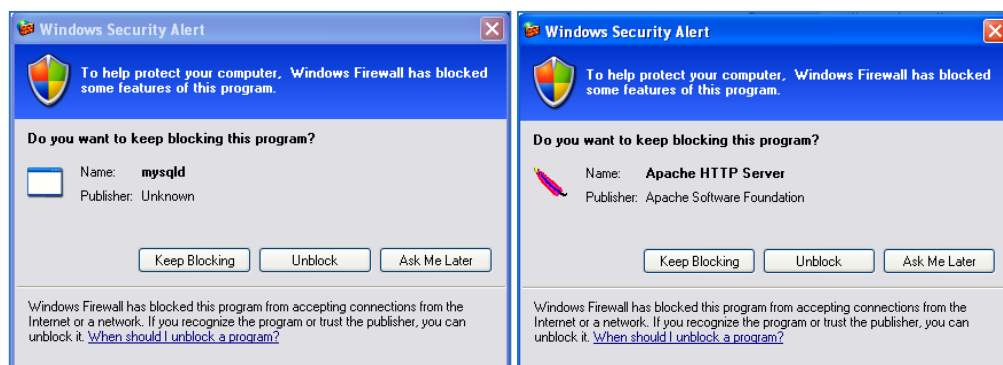 Windows Security Alert
To help protect your computer, Windows Firewall has blocked
some features of this program.
Do you want to keep blocking this program?
Name: mysqld
Publisher: Unknown
Keep Blocking Unblock Ask Me Later
Windows Firewall has blocked this program from accepting connections from the
Internet or a network. If you recognize the program or trust the publisher, you can
unblock it. When should I unblock a program?
Windows Security Alert
To help protect your computer, Windows Firewall has blocked
some features of this program.
Do you want to keep blocking this program?
Name: Apache HTTP Server
Publisher: Apache Software Foundation
Keep Blocking Unblock Ask Me Later
Windows Firewall has blocked this program from accepting connections from the
Internet or a network. If you recognize the program or trust the publisher, you can
unblock it. When should I unblock a program?